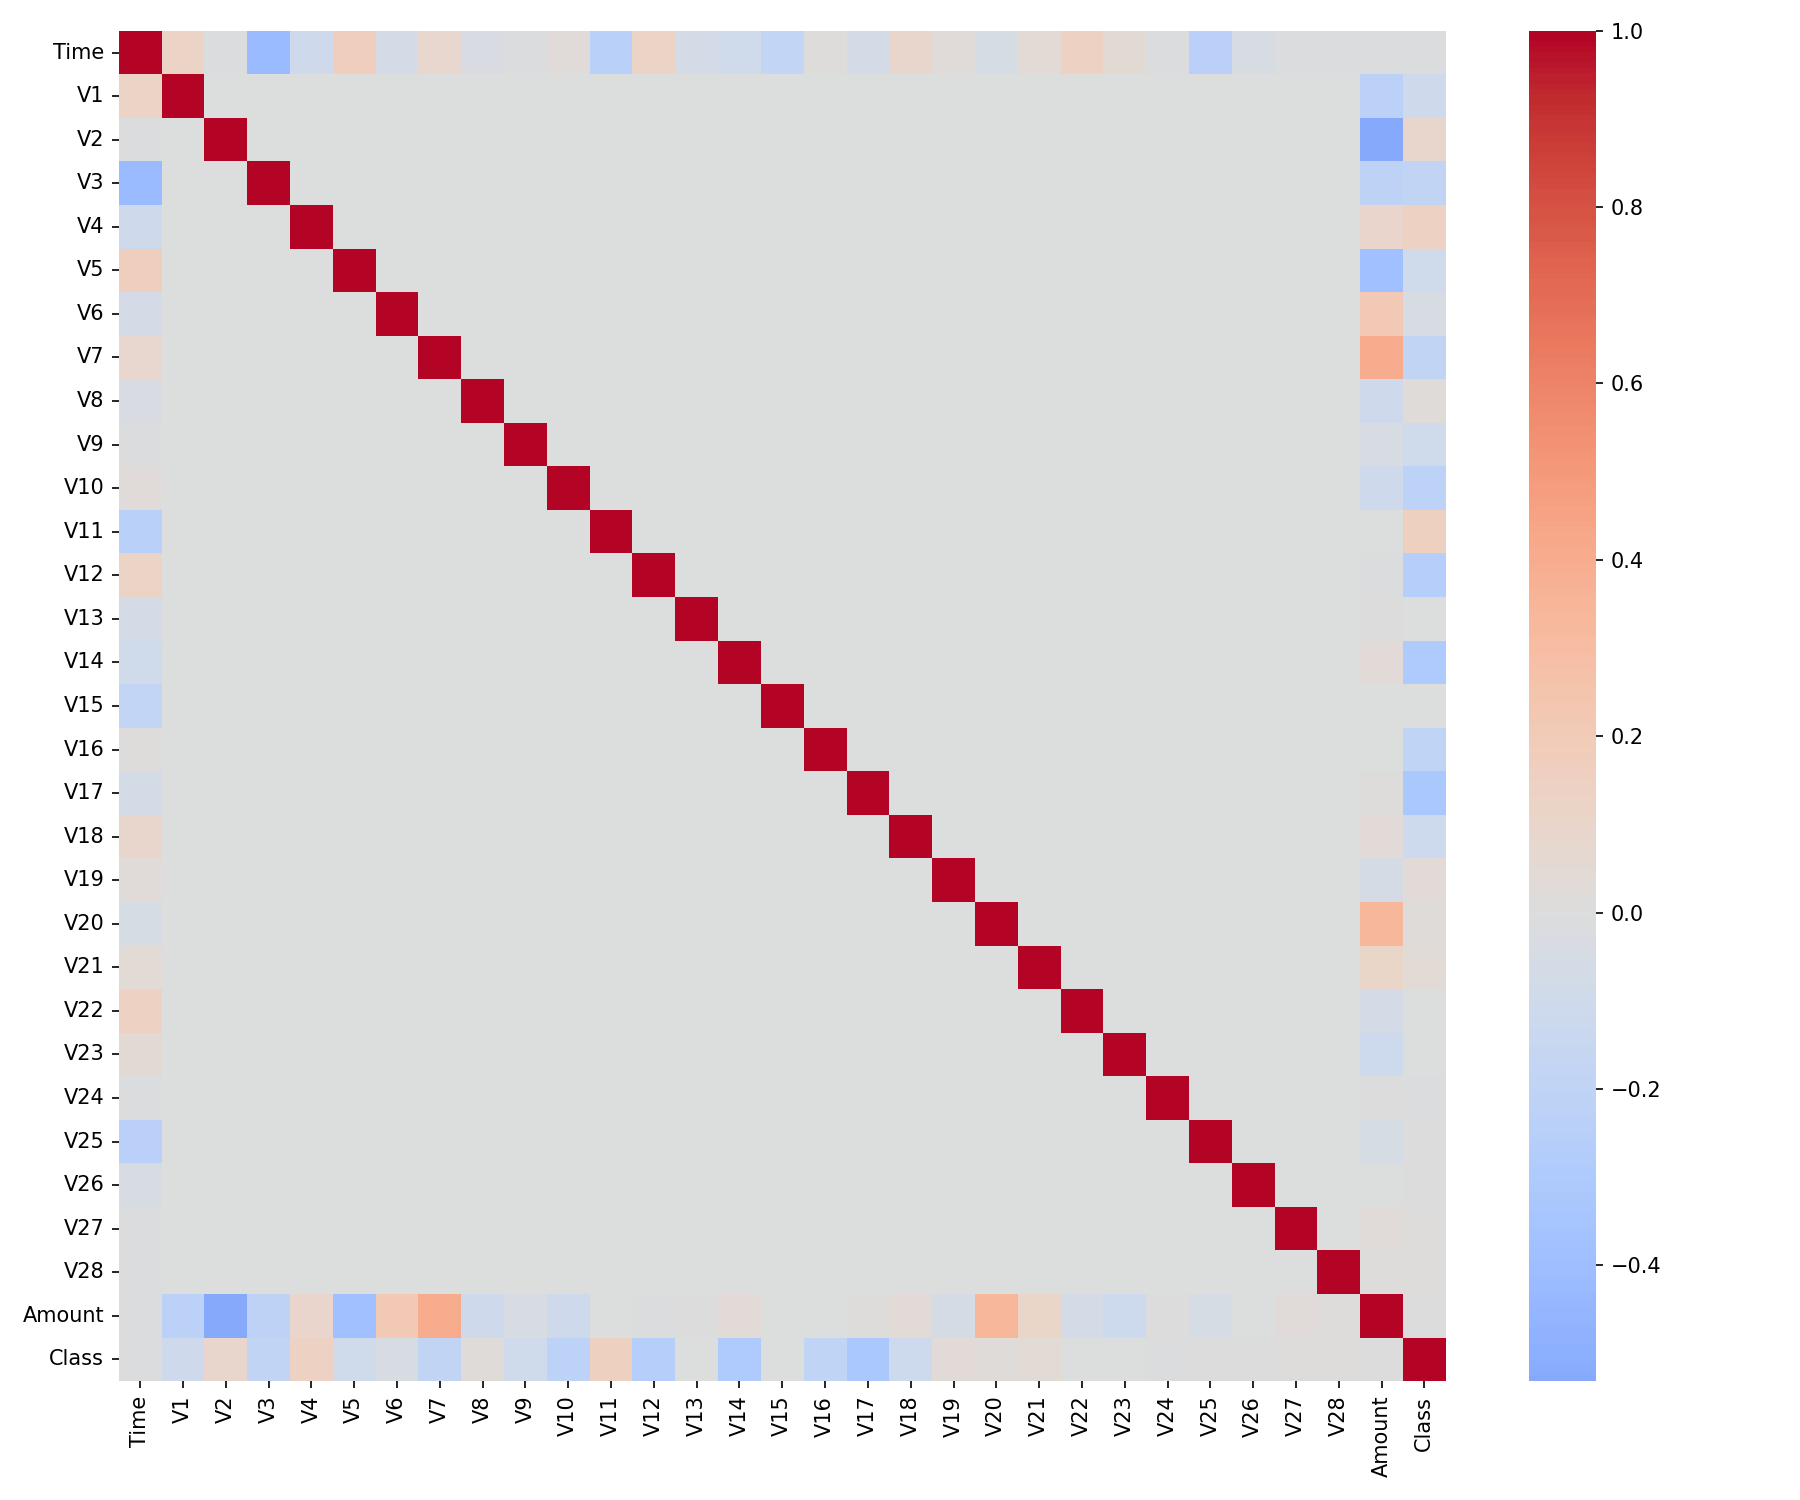 Time
V1
V2
V3
V4
V5
V6
V7
V8
V9
V10
V11
V12
V13
V14
V15
V16
V17
V18
V19
V20
V21
V22
V23
V24
V25
V26
V27
V28
Amount
Class
Time V1 V2 V3 V4 V5 V6 V7 V8 V9 V10 V11 V12 V13 V14 V15 V16 V17 V18 V19 V20 V21 V22 V23 V24 V25 V26 V27 V28 Amount Class
1.0
0.8
0.6
0.4
0.2
0.0
−0.2
−0.4